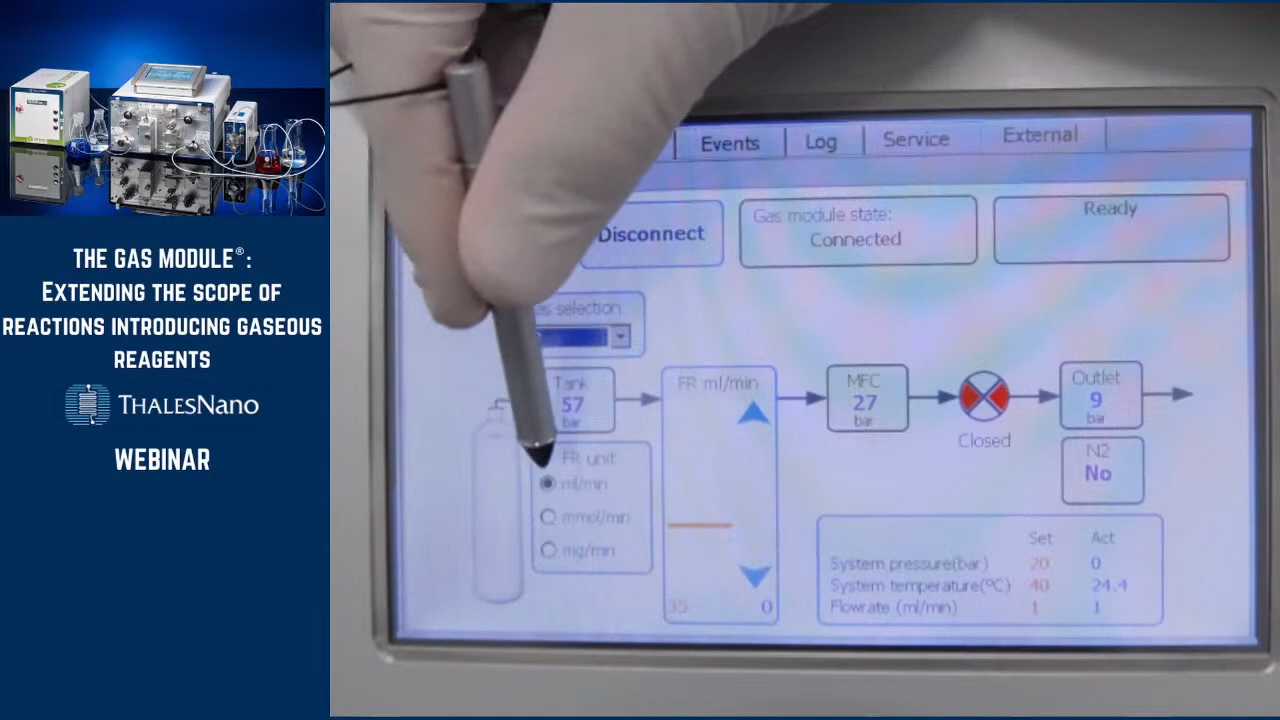 THE GAS MODULE®:
EXTENDING THE SCOPE OF
REACTIONS INTRODUCING GASEOUS
REAGENTS
THALESNANO
WEBINAR
Events
Log
Service
External
Disconnect
Gas module state:
Connected
Ready
as selection
Tank
57
bar
FR ml/min
35
0
MFC
27
bar
Closed
Outlet
9
bar
N2
No
FR unit
ml/min
mmol/min
mg/min
Set Act
System pressure(bar) 20 0
System temperature(ºC) 40 24.4
Flowrate (ml/min) 1 1